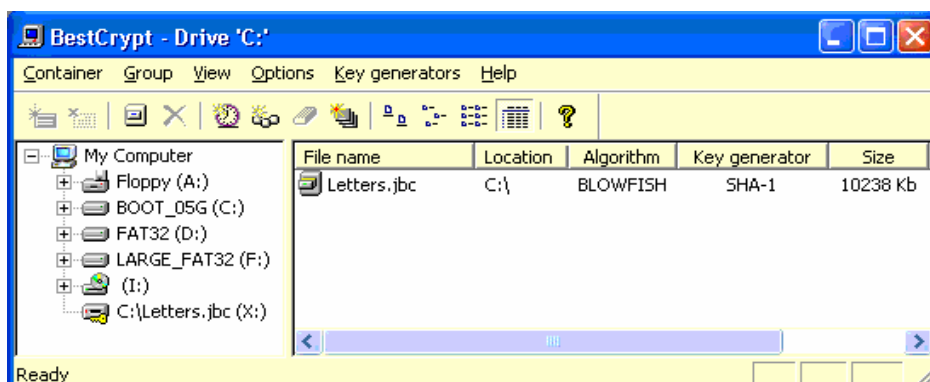 BestCrypt - Drive 'C:'
Container Group View Options Key generators Help
My Computer
Floppy (A:)
BOOT_05G (C:)
FAT32 (D:)
LARGE_FAT32 (F:)
(I:)
C:\Letters.jbc (X:)
File name Location Algorithm Key generator Size
Letters.jbc C:\ BLOWFISH SHA-1 10238 Kb
Ready